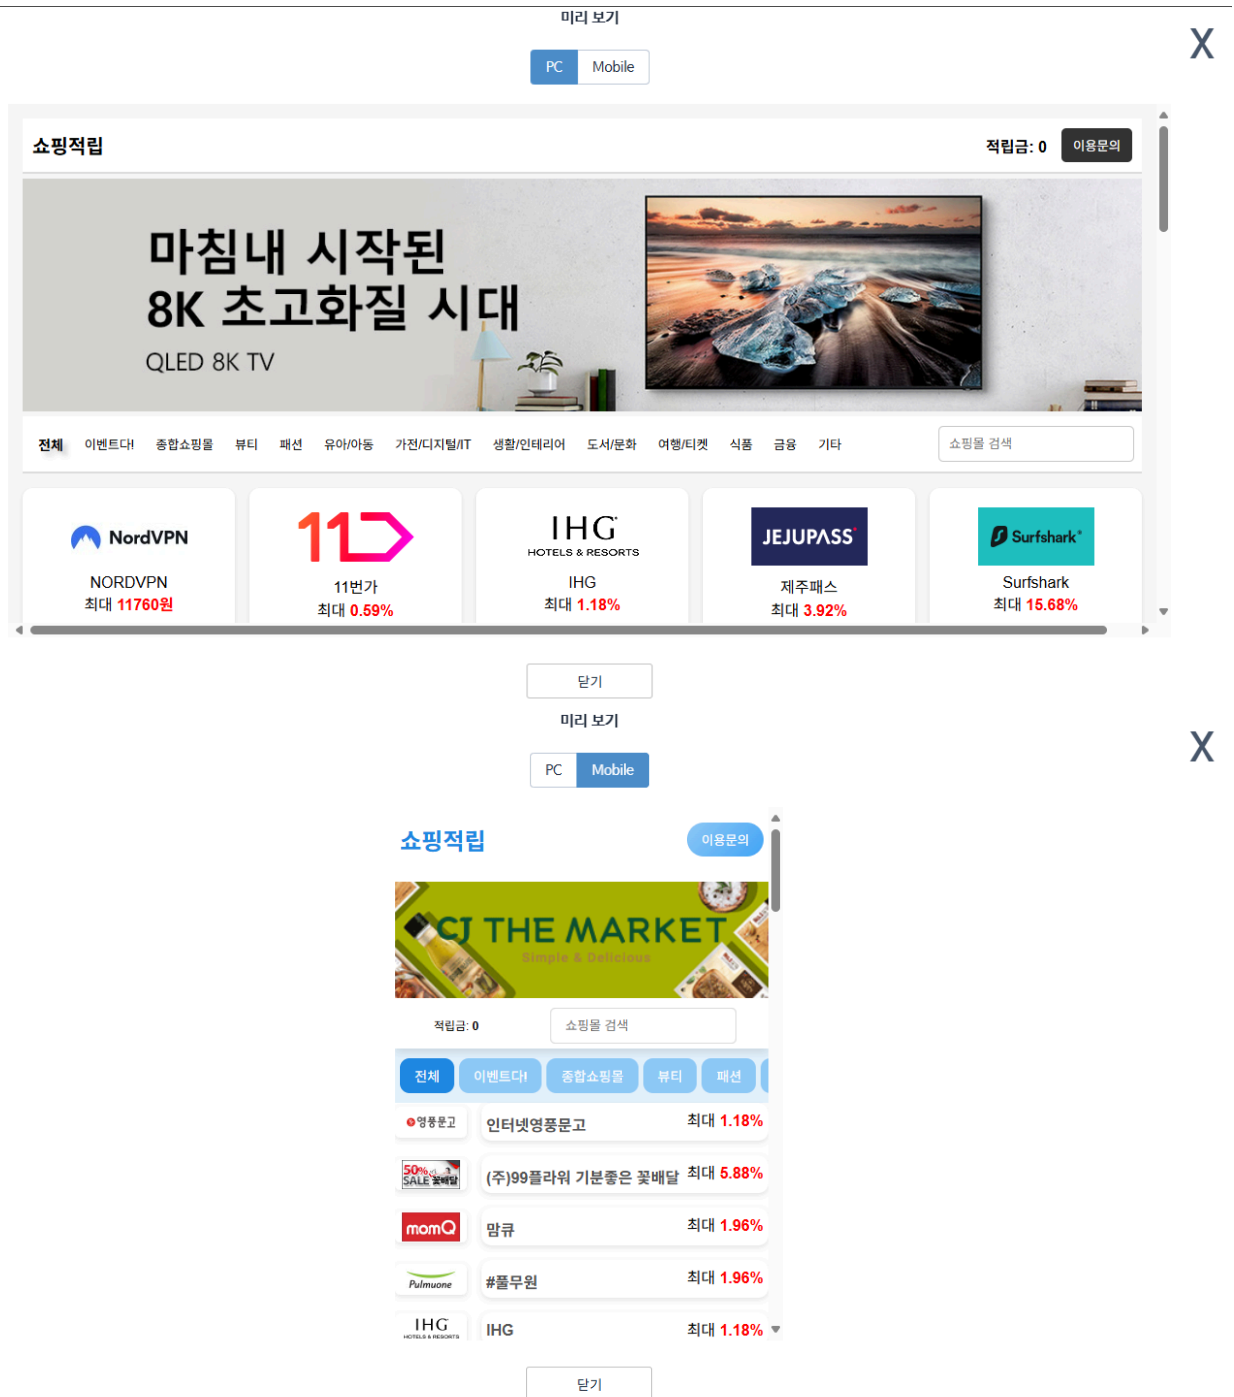 미리 보기
X
PC Mobile
쇼핑적립
적립금: 0 이용문의
마침내 시작된
8K 초고화질 시대
QLED 8K TV
전체 이벤트다! 종합쇼핑몰 뷰티 패션 유아/아동 가전/디지털/IT 생활/인테리어 도서/문화 여행/티켓 식품 금융 기타 쇼핑몰 검색
NordVPN
NORDVPN
최대 11760원
11번가
최대 0.59%
IHG
HOTELS & RESORTS
IHG
최대 1.18%
JEJUPASS
제주패스
최대 3.92%
Surfshark
Surfshark
최대 15.68%
닫기
미리 보기
X
PC Mobile
쇼핑적립 이용문의
CJ THE MARKET
Simple & Delicious
적립금: 0 쇼핑몰 검색
전체 이벤트다! 종합쇼핑몰 뷰티 패션
영풍문고 인터넷영풍문고 최대 1.18%
50%
SALE 꽃배달
(주)99플라워 기분좋은 꽃배달 최대 5.88%
momQ 맘큐 최대 1.96%
Pulmuone #풀무원 최대 1.96%
IHG
HOTELS & RESORTS
IHG 최대 1.18%
닫기